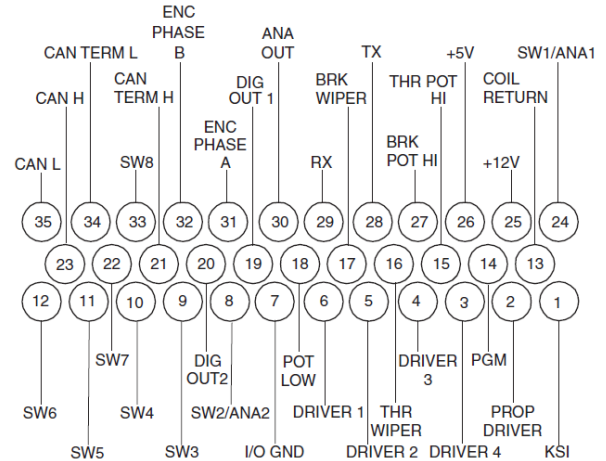 ENC
PHASE
B
ANA
OUT
CAN TERM L
TX
+5V
SW1/ANA1
CAN H
CAN
TERM H
DIG
OUT 1
BRK
WIPER
THR POT
HI
COIL
RETURN
ENC
PHASE
A
BRK
POT HI
CAN L
SW8
RX
+12V
35 34 33 32 31 30 29 28 27 26 25 24
23 22 21 20 19 18 17 16 15 14 13
12 11 10 9 8 7 6 5 4 3 2 1
SW7
DIG
OUT2
POT
LOW
DRIVER
3
PGM
SW6
SW4
SW2/ANA2
DRIVER 1
THR
WIPER
PROP
DRIVER
SW5
SW3
I/O GND
DRIVER 2
DRIVER 4
KSI